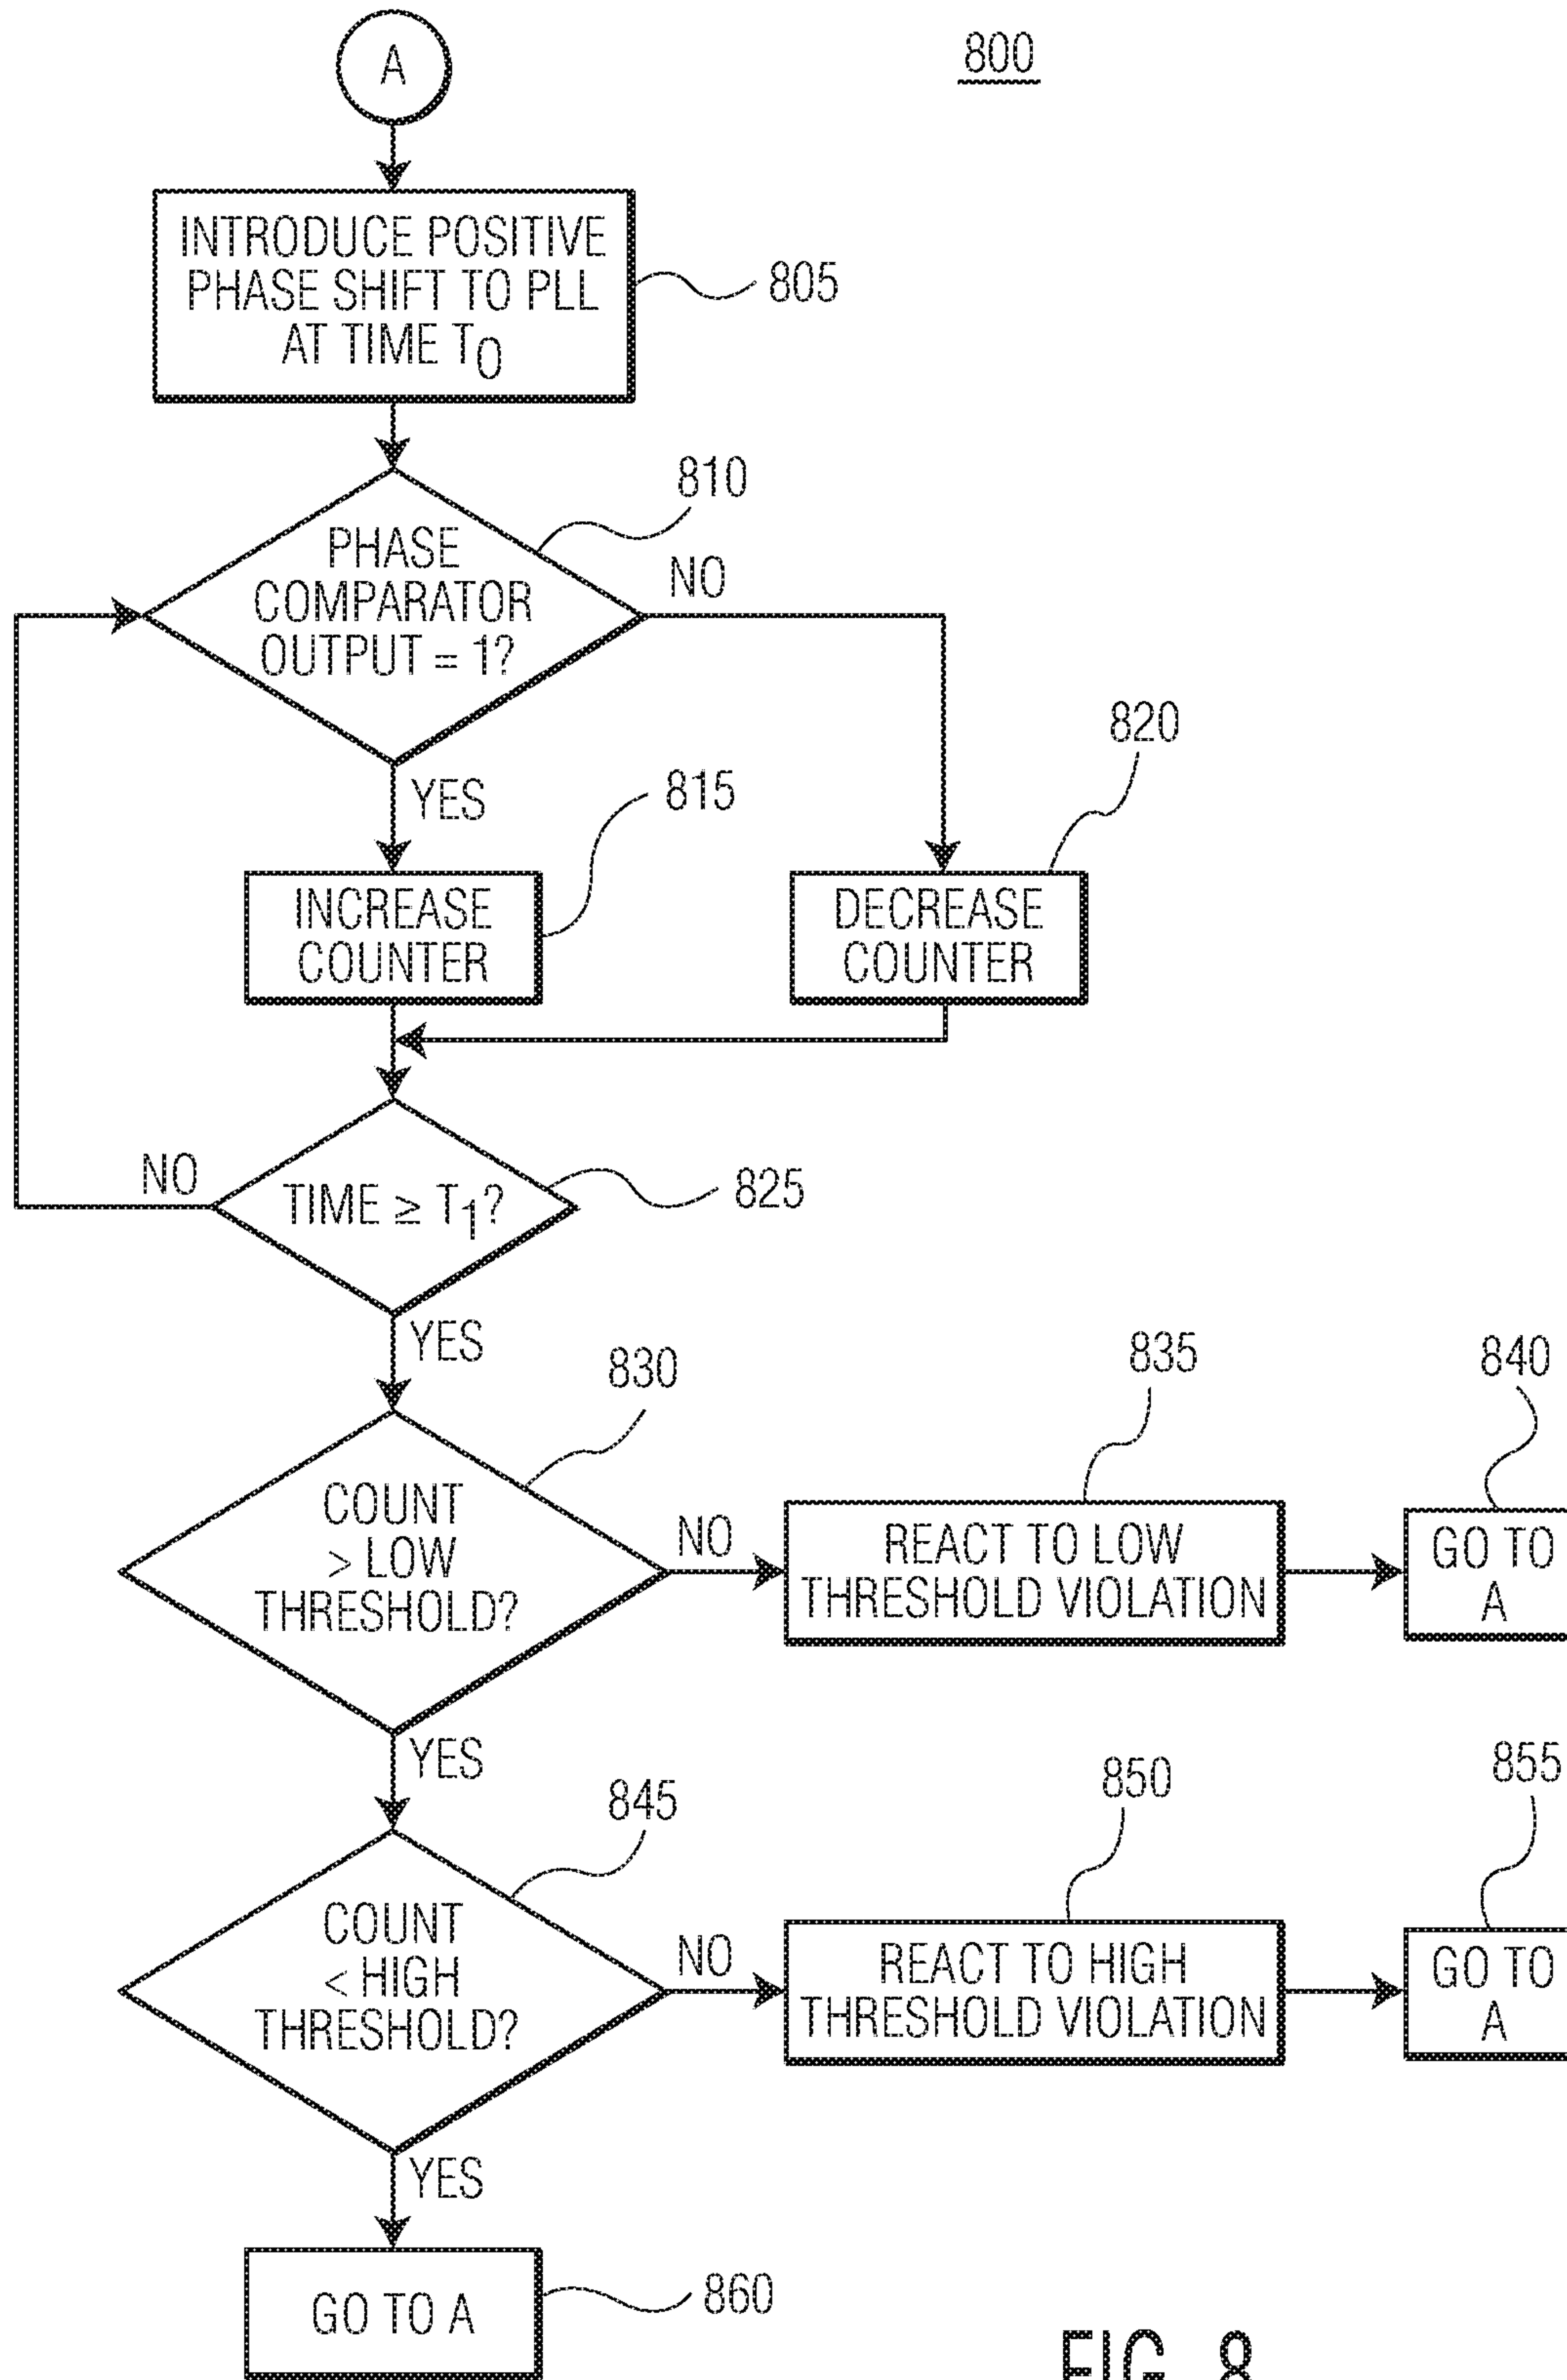 A
800
INTRODUCE POSITIVE
PHASE SHIFT TO PLL
AT TIME T0
805
810
PHASE
COMPARATOR
OUTPUT = 1?
NO
YES
815
820
INCREASE
COUNTER
DECREASE
COUNTER
TIME ≥ T1?
NO
825
YES
830
835
840
COUNT
> LOW
THRESHOLD?
NO
REACT TO LOW
THRESHOLD VIOLATION
GO TO
A
YES
845
850
855
COUNT
< HIGH
THRESHOLD?
NO
REACT TO HIGH
THRESHOLD VIOLATION
GO TO
A
YES
GO TO A
860
FIG. 8